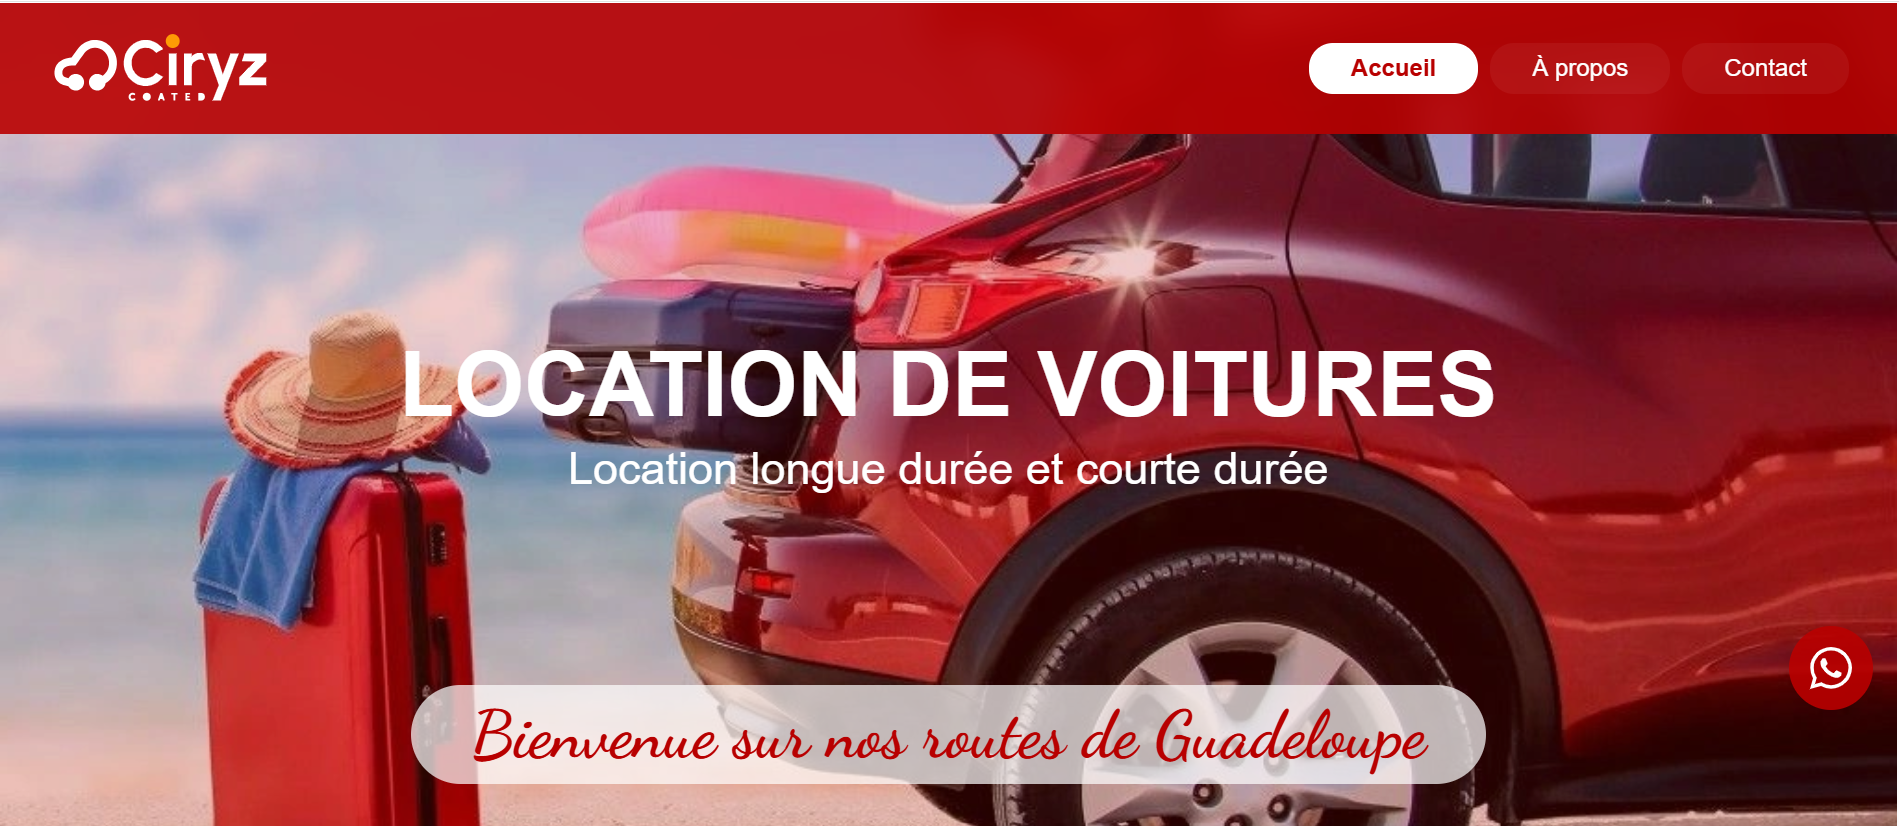 Ciryz
COATED
Accueil
À propos
Contact
LOCATION DE VOITURES
Location longue durée et courte durée
Bienvenue sur nos routes de Guadeloupe